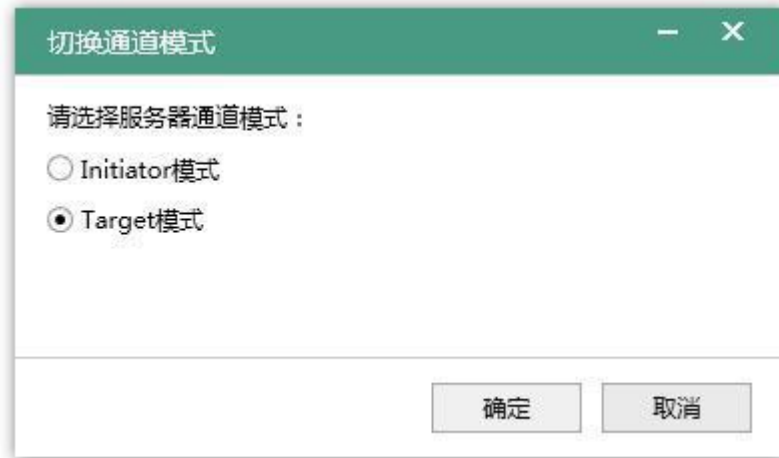 切换通道模式
请选择服务器通道模式：
Initiator模式
Target模式
确定
取消